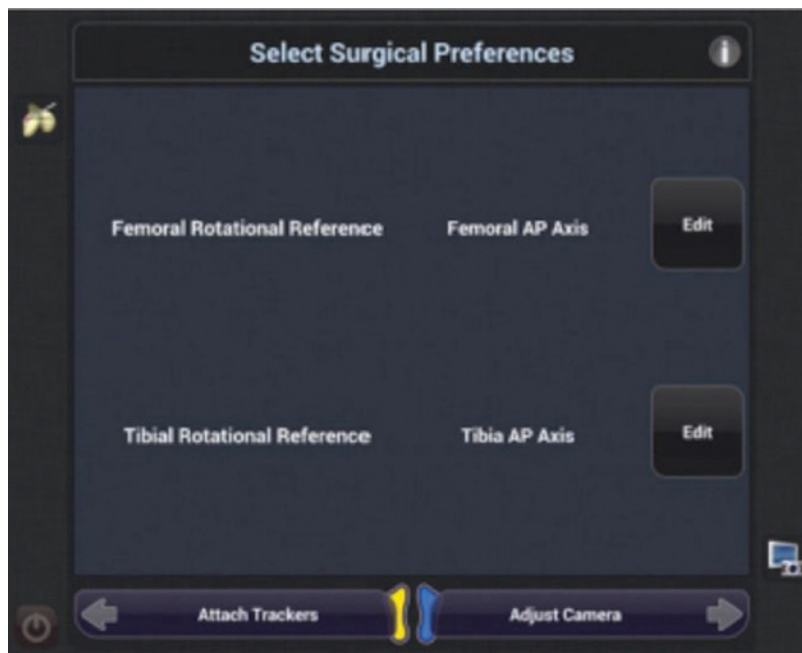 Select Surgical Preferences
Femoral Rotational Reference Femoral AP Axis Edit
Tibial Rotational Reference Tibia AP Axis Edit
Attach Trackers Adjust Camera